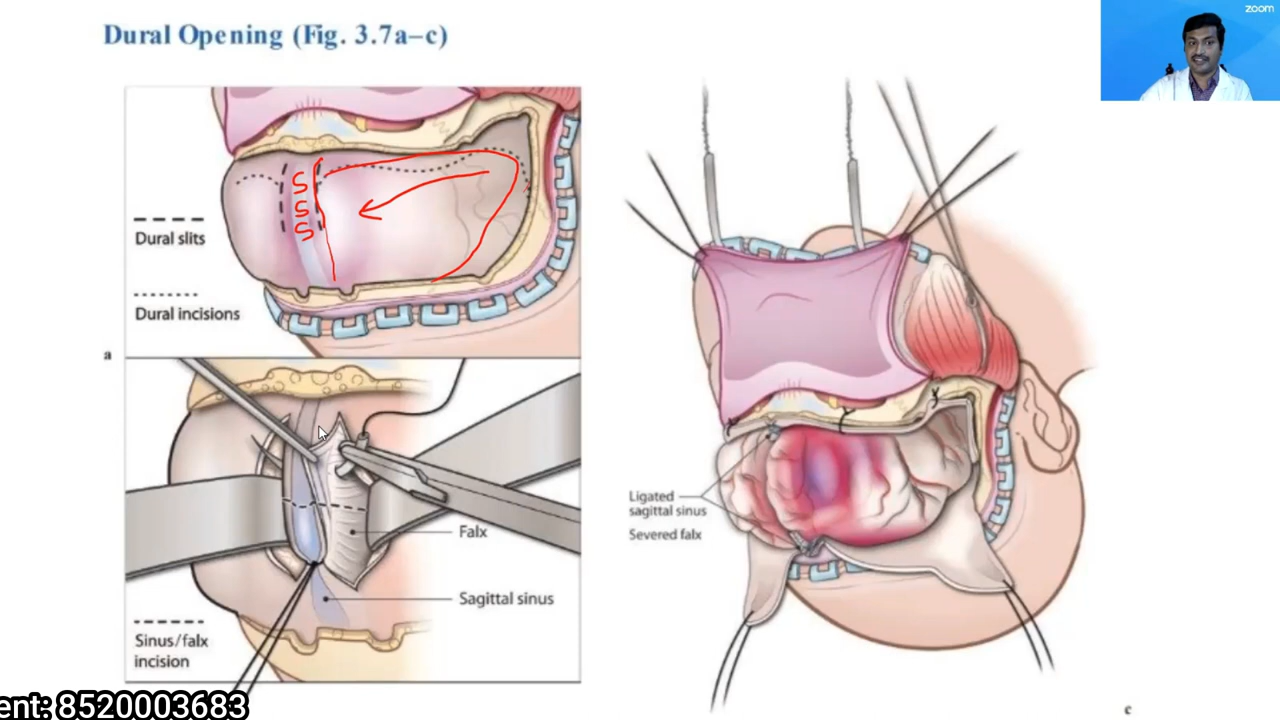 zoom
Dural Opening (Fig. 3.7a–c)
S
S
S
Dural slits
Dural incisions
a
Falx
Sagittal sinus
Sinus/falx
incision
Ligated
sagittal sinus
Severed falx
ent: 8520003683
c